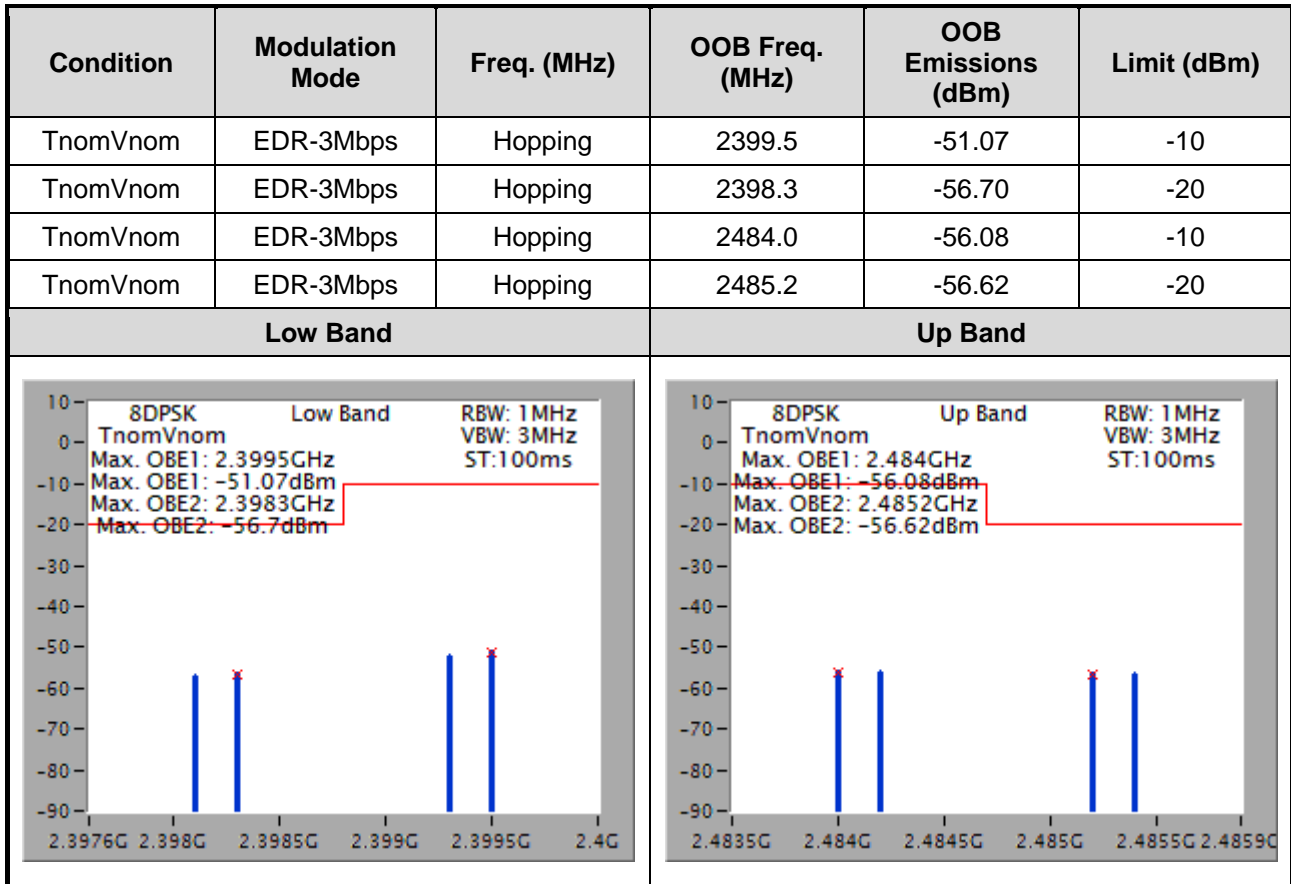 Condition Modulation Mode Freq. (MHz) OOB Freq. (MHz) OOB Emissions (dBm) Limit (dBm)
TnomVnom EDR-3Mbps Hopping 2399.5 -51.07 -10
TnomVnom EDR-3Mbps Hopping 2398.3 -56.70 -20
TnomVnom EDR-3Mbps Hopping 2484.0 -56.08 -10
TnomVnom EDR-3Mbps Hopping 2485.2 -56.62 -20
Low Band Up Band
8DPSK Low Band RBW: 1MHz
TnomVnom VBW: 3MHz
Max. OBE1: 2.3995GHz ST:100ms
Max. OBE1: -51.07dBm
Max. OBE2: 2.3983GHz
Max. OBE2: -56.7dBm
10
0
-10
-20
-30
-40
-50
-60
-70
-80
-90
2.3976G 2.398G 2.3985G 2.399G 2.3995G 2.4G
8DPSK Up Band RBW: 1MHz
TnomVnom VBW: 3MHz
Max. OBE1: 2.484GHz ST:100ms
Max. OBE1: -56.08dBm
Max. OBE2: 2.4852GHz
Max. OBE2: -56.62dBm
10
0
-10
-20
-30
-40
-50
-60
-70
-80
-90
2.4835G 2.484G 2.4845G 2.485G 2.4855G 2.4859G